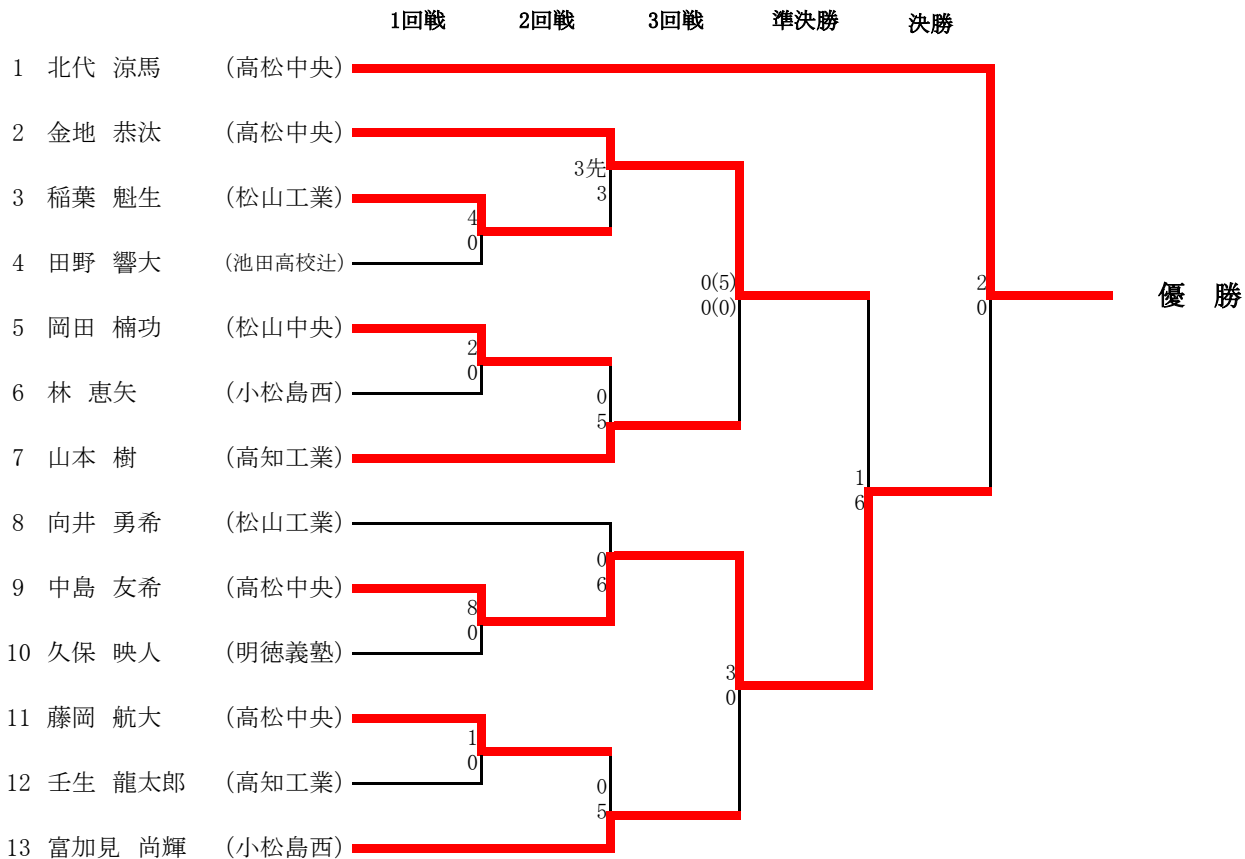 1回戦 2回戦 3回戦 準決勝 決勝
1 北代 涼馬 (高松中央)
2 金地 恭汰 (高松中央)
3先
3
3 稲葉 魁生 (松山工業)
4
0
4 田野 響大 (池田高校辻)
0(5)
0(0)
2
0
優 勝
5 岡田 楠功 (松山中央)
2
0
6 林 恵矢 (小松島西)
0
5
7 山本 樹 (高知工業)
1
6
8 向井 勇希 (松山工業)
0
6
9 中島 友希 (高松中央)
8
0
10 久保 映人 (明徳義塾)
3
0
11 藤岡 航大 (高松中央)
1
0
12 壬生 龍太郎 (高知工業)
0
5
13 富加見 尚輝 (小松島西)